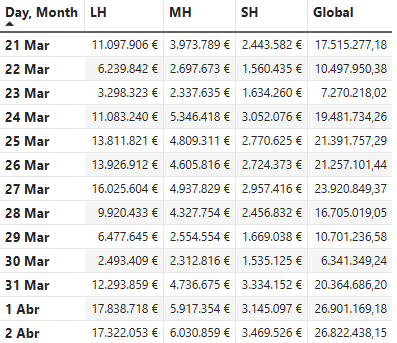 Day, Month LH MH SH Global
21 Mar 11.097.906 € 3.973.789 € 2.443.582 € 17.515.277,18
22 Mar 6.239.842 € 2.697.673 € 1.560.435 € 10.497.950,38
23 Mar 3.298.323 € 2.337.635 € 1.634.260 € 7.270.218,02
24 Mar 11.083.240 € 5.346.418 € 3.052.076 € 19.481.734,26
25 Mar 13.811.821 € 4.809.311 € 2.770.625 € 21.391.757,29
26 Mar 13.926.912 € 4.605.816 € 2.724.373 € 21.257.101,44
27 Mar 16.025.604 € 4.937.829 € 2.957.416 € 23.920.849,37
28 Mar 9.920.433 € 4.327.754 € 2.456.832 € 16.705.019,05
29 Mar 6.477.645 € 2.554.554 € 1.669.038 € 10.701.236,58
30 Mar 2.493.409 € 2.312.816 € 1.535.125 € 6.341.349,24
31 Mar 12.293.859 € 4.736.675 € 3.334.152 € 20.364.686,20
1 Abr 17.838.718 € 5.917.354 € 3.145.097 € 26.901.169,18
2 Abr 17.322.053 € 6.030.859 € 3.469.526 € 26.822.438,15